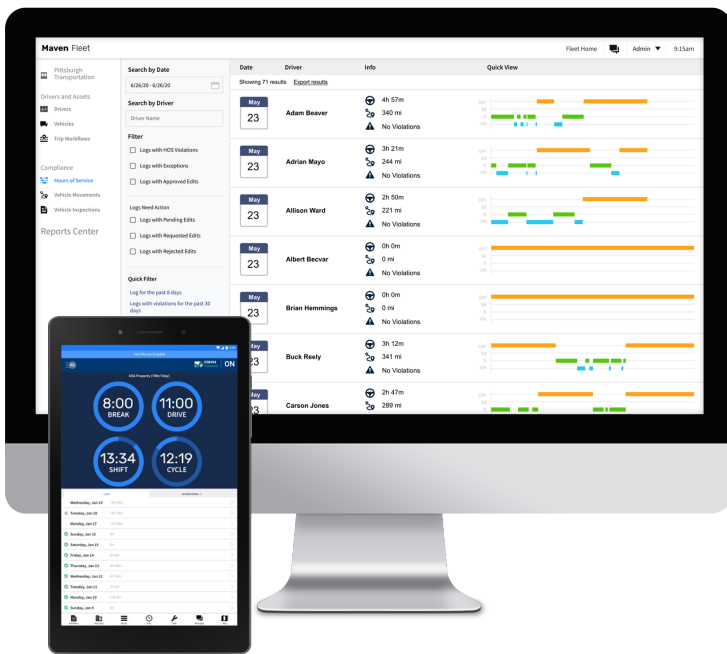 Maven Fleet
Fleet Home
Admin
9:15am
Pittsburgh
Transportation
Drivers and Assets
Drivers
Vehicles
Trip Workflows
Compliance
Hours of Service
Vehicle Movements
Vehicle Inspections
Reports Center
Search by Date
6/26/20 - 6/26/20
Search by Driver
Driver Name
Filter
Logs with HOS Violations
Logs with Exceptions
Logs with Approved Edits
Logs Need Action
Logs with Pending Edits
Logs with Requested Edits
Logs with Rejected Edits
Quick Filter
Log for the past 8 days
Logs with violations for the past 30
days
Date Driver Info Quick View
Showing 71 results Export results
May
23
Adam Beaver
4h 57m
340 mi
No Violations
May
23
Adrian Mayo
3h 21m
244 mi
No Violations
May
23
Allison Ward
2h 50m
221 mi
No Violations
May
23
Albert Becvar
0h 0m
0 mi
No Violations
May
23
Brian Hemmings
0h 0m
0 mi
No Violations
May
23
Buck Reely
3h 12m
341 mi
No Violations
May
23
Carson Jones
2h 47m
289 mi
ON
USA Property (70hr/7day)
8:00
BREAK
11:00
DRIVE
13:34
SHIFT
12:19
CYCLE
Wednesday, Jan 19
Tuesday, Jan 18
Monday, Jan 17
Sunday, Jan 16
Saturday, Jan 15
Friday, Jan 14
Thursday, Jan 13
Wednesday, Jan 12
Tuesday, Jan 11
Monday, Jan 10
Sunday, Jan 9